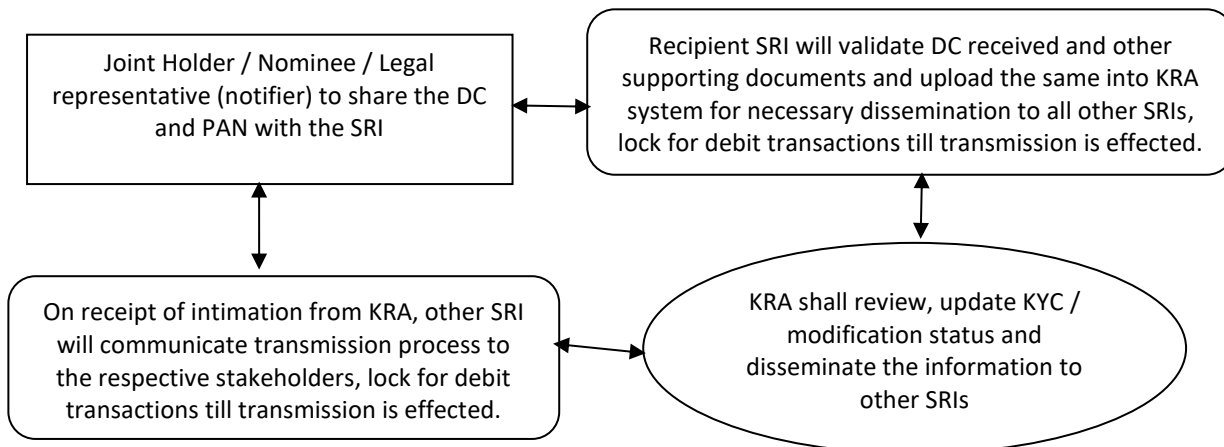 Joint Holder / Nominee / Legal
representative (notifier) to share the DC
and PAN with the SRI
Recipient SRI will validate DC received and other
supporting documents and upload the same into KRA
system for necessary dissemination to all other SRIs,
lock for debit transactions till transmission is effected.
On receipt of intimation from KRA, other SRI
will communicate transmission process to
the respective stakeholders, lock for debit
transactions till transmission is effected.
KRA shall review, update KYC /
modification status and
disseminate the information to
other SRIs